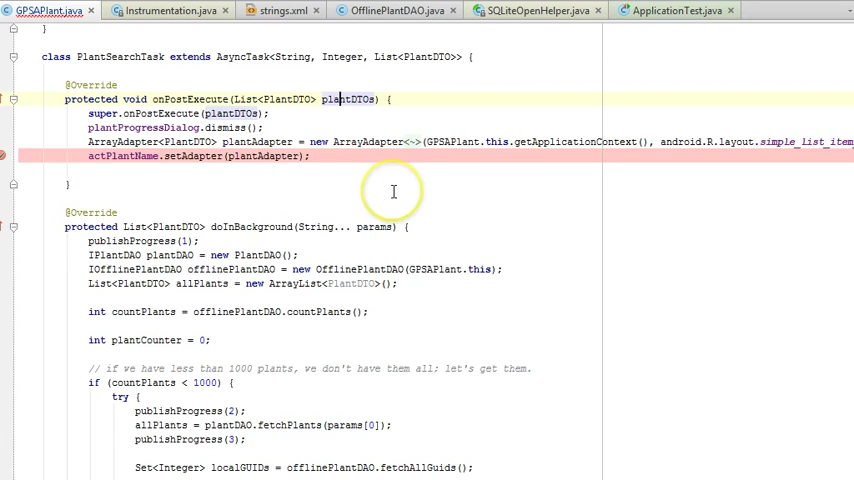 GPSAPlant.java Instrumentation.java strings.xml OfflinePlantDAO.java SQLiteOpenHelper.java ApplicationTest.java
}
class PlantSearchTask extends AsyncTask<String, Integer, List<PlantDTO>> {
@Override
protected void onPostExecute(List<PlantDTO> plantDTOs) {
super.onPostExecute(plantDTOs);
plantProgressDialog.dismiss();
ArrayAdapter<PlantDTO> plantAdapter = new ArrayAdapter<~>(GPSAPlant.this.getApplicationContext(), android.R.layout.simple_list_item
actPlantName.setAdapter(plantAdapter);
}
@Override
protected List<PlantDTO> doInBackground(String... params) {
publishProgress(1);
IPlantDAO plantDAO = new PlantDAO();
IOfflinePlantDAO offlinePlantDAO = new OfflinePlantDAO(GPSAPlant.this);
List<PlantDTO> allPlants = new ArrayList<PlantDTO>();
int countPlants = offlinePlantDAO.countPlants();
int plantCounter = 0;
// if we have less than 1000 plants, we don't have them all; let's get them.
if (countPlants < 1000) {
try {
publishProgress(2);
allPlants = plantDAO.fetchPlants(params[0]);
publishProgress(3);
Set<Integer> localGUIDs = offlinePlantDAO.fetchAllGuids();